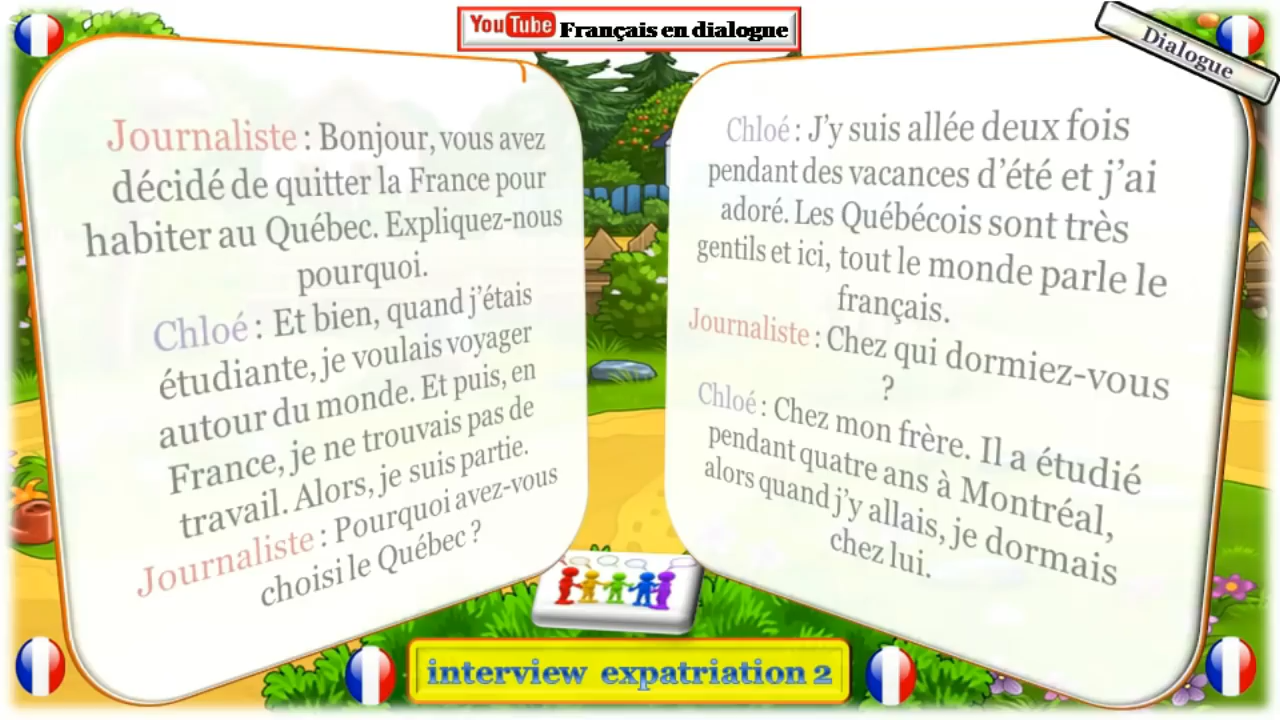 YouTube Français en dialogue
Dialogue
Journaliste : Bonjour, vous avez
décidé de quitter la France pour
habiter au Québec. Expliquez-nous
pourquoi.
Chloé : Et bien, quand j’étais
étudiante, je voulais voyager
autour du monde. Et puis, en
France, je ne trouvais pas de
travail. Alors, je suis partie.
Journaliste : Pourquoi avez-vous
choisi le Québec ?
Chloé : J’y suis allée deux fois
pendant des vacances d’été et j’ai
adoré. Les Québécois sont très
gentils et ici, tout le monde parle le
français.
Journaliste : Chez qui dormiez-vous
?
Chloé : Chez mon frère. Il a étudié
pendant quatre ans à Montréal,
alors quand j’y allais, je dormais
chez lui.
interview expatriation 2